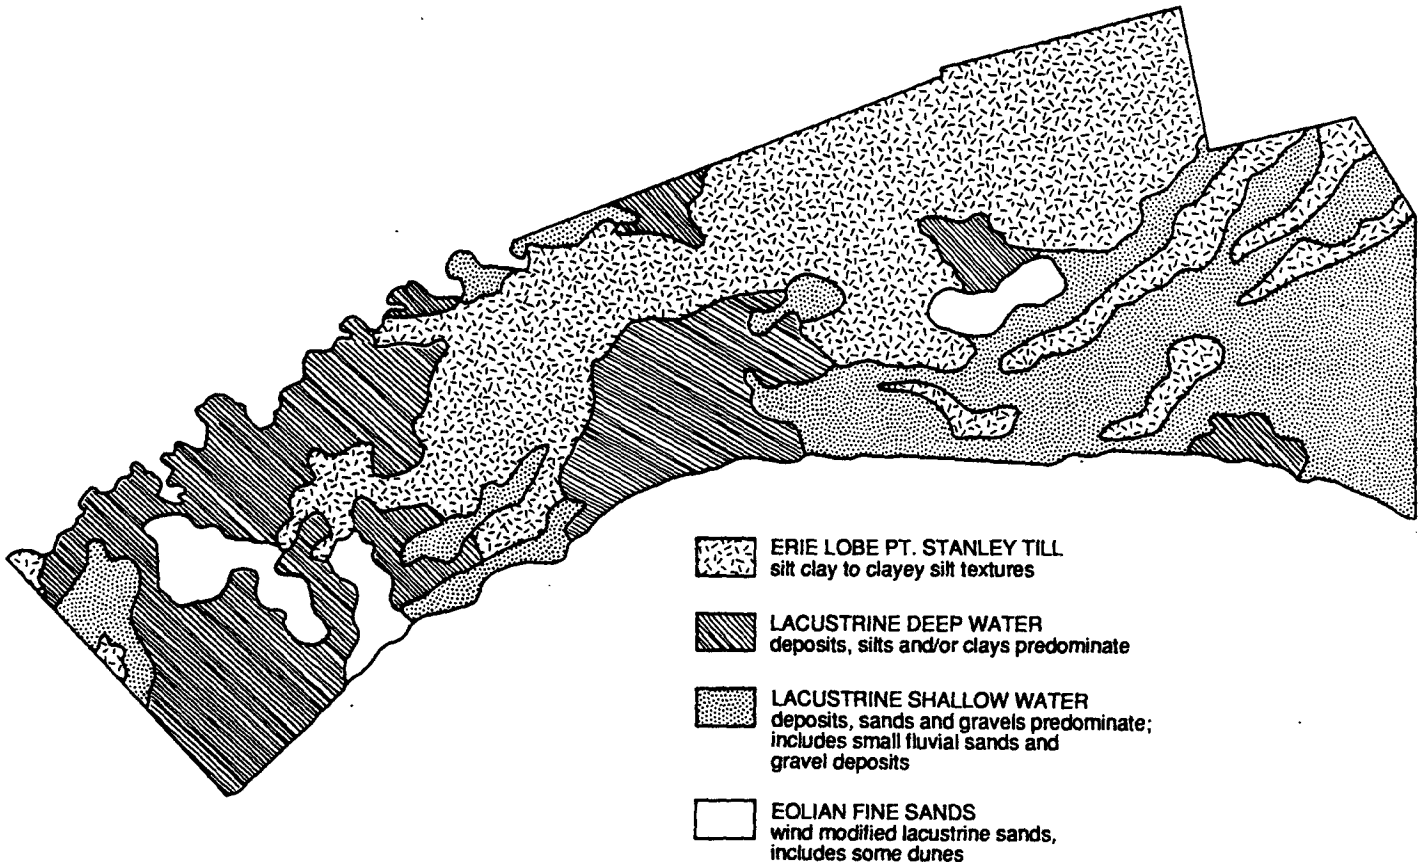 ERIE LOBE PT. STANLEY TILL
silt clay to clayey silt textures
LACUSTRINE DEEP WATER
deposits, silts and/or clays predominate
LACUSTRINE SHALLOW WATER
deposits, sands and gravels predominate;
includes small fluvial sands and
gravel deposits
EOLIAN FINE SANDS
wind modified lacustrine sands,
includes some dunes